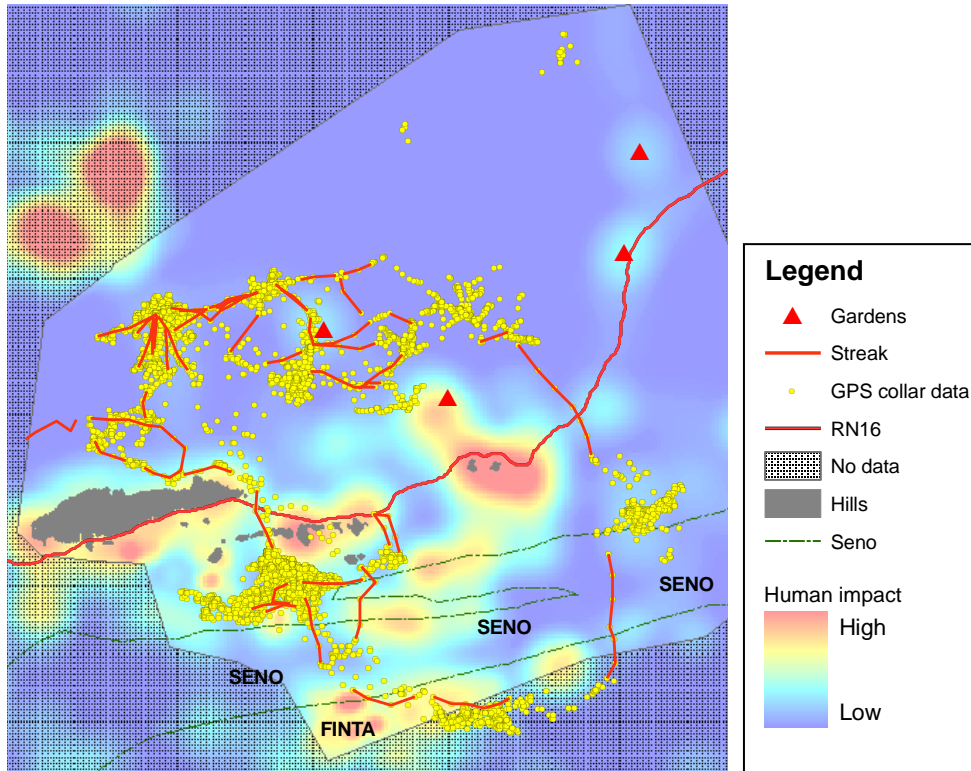 SENO
SENO
SENO
FINTA
Legend
Gardens
Streak
GPS collar data
RN16
No data
Hills
Seno
Human impact
High
Low